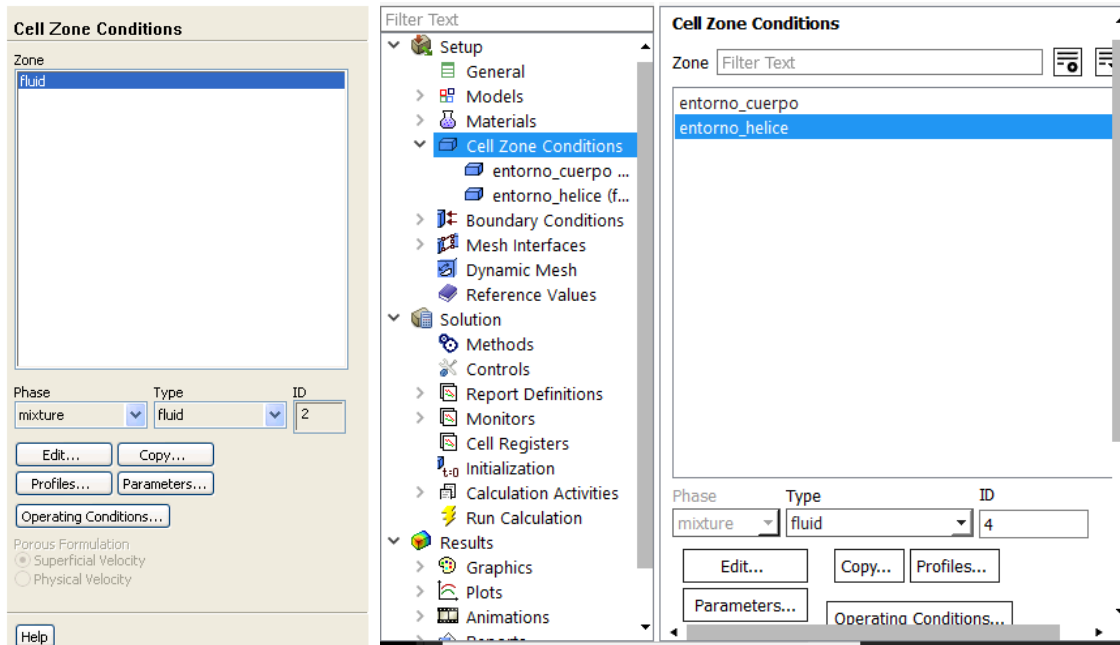 Cell Zone Conditions
Zone
fluid
Phase Type ID
mixture fluid 2
Edit... Copy...
Profiles... Parameters...
Operating Conditions...
Porous Formulation
Superficial Velocity
Physical Velocity
Help
Filter Text
Setup
General
Models
Materials
Cell Zone Conditions
entorno_cuerpo ...
entorno_helice (f...
Boundary Conditions
Mesh Interfaces
Dynamic Mesh
Reference Values
Solution
Methods
Controls
Report Definitions
Monitors
Cell Registers
t=0 Initialization
Calculation Activities
Run Calculation
Results
Graphics
Plots
Animations
Reports
Cell Zone Conditions
Zone Filter Text
entorno_cuerpo
entorno_helice
Phase Type ID
mixture fluid 4
Edit... Copy... Profiles...
Parameters... Operating Conditions...